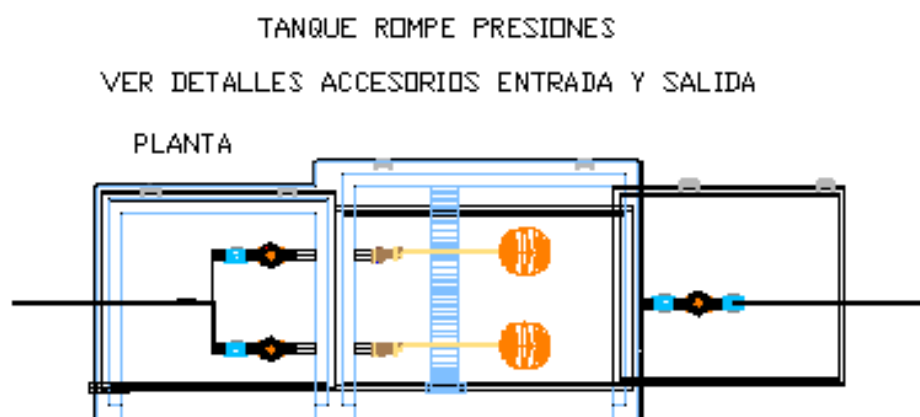 TANQUE ROMPE PRESIONES
VER DETALLES ACCESORIOS ENTRADA Y SALIDA
PLANTA